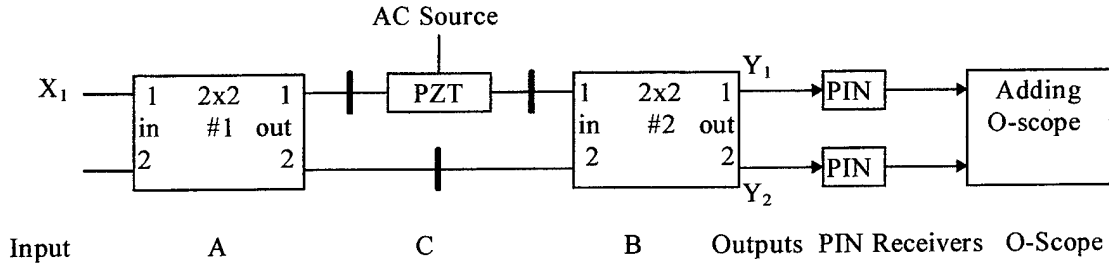 AC Source
X1 1 2x2 1 PZT 1 2x2 1 Y1 PIN Adding
in #1 out in #2 out O-scope
2 2 2 2 Y2 PIN
Input A C B Outputs PIN Receivers O-Scope